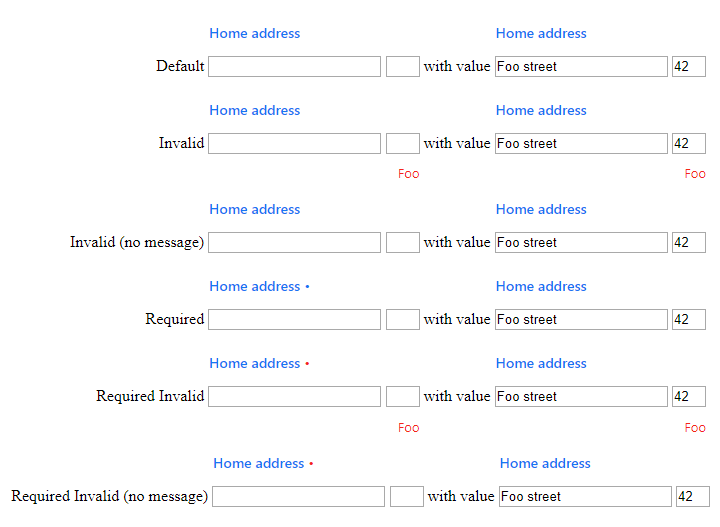 Home address Home address
Default with value Foo street 42
Home address Home address
Invalid with value Foo street 42
Foo Foo
Home address Home address
Invalid (no message) with value Foo street 42
Home address • Home address
Required with value Foo street 42
Home address • Home address
Required Invalid with value Foo street 42
Foo Foo
Home address • Home address
Required Invalid (no message) with value Foo street 42